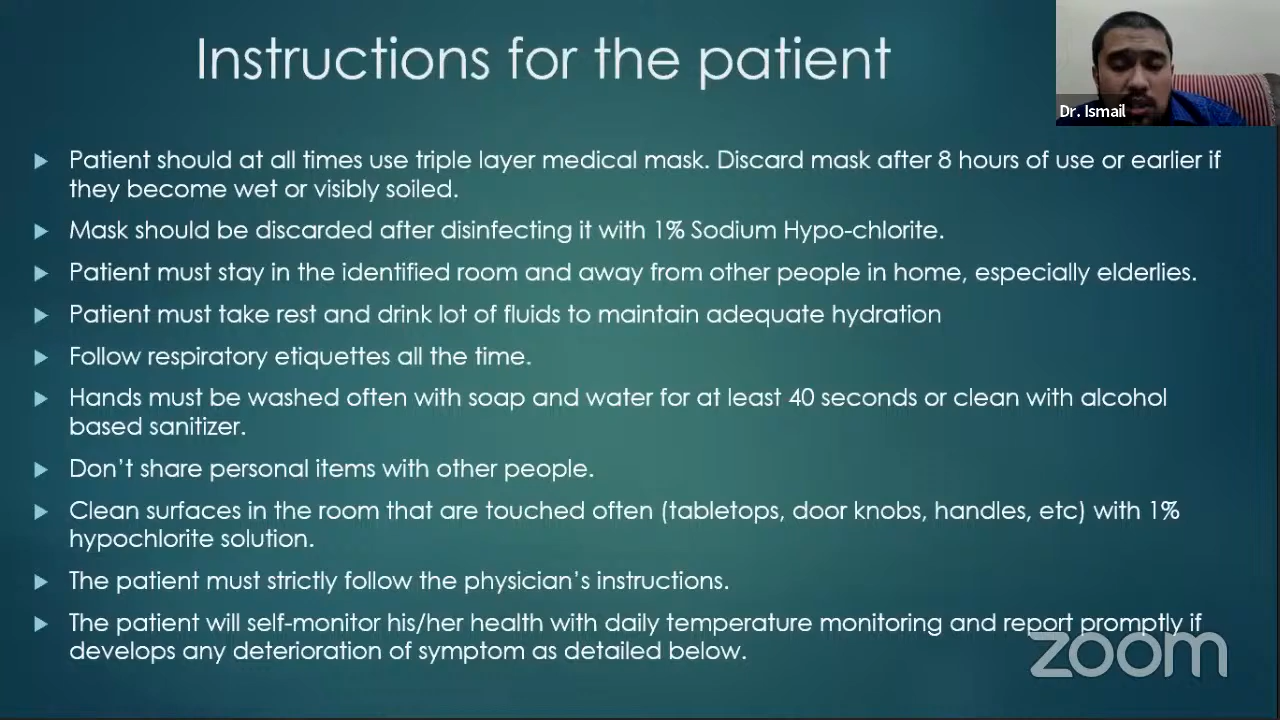 Instructions for the patient
Dr. Ismail
Patient should at all times use triple layer medical mask. Discard mask after 8 hours of use or earlier if
they become wet or visibly soiled.
Mask should be discarded after disinfecting it with 1% Sodium Hypo-chlorite.
Patient must stay in the identified room and away from other people in home, especially elderlies.
Patient must take rest and drink lot of fluids to maintain adequate hydration
Follow respiratory etiquettes all the time.
Hands must be washed often with soap and water for at least 40 seconds or clean with alcohol
based sanitizer.
Don't share personal items with other people.
Clean surfaces in the room that are touched often (tabletops, door knobs, handles, etc) with 1%
hypochlorite solution.
The patient must strictly follow the physician's instructions.
The patient will self-monitor his/her health with daily temperature monitoring and report promptly if
develops any deterioration of symptom as detailed below.
zoom